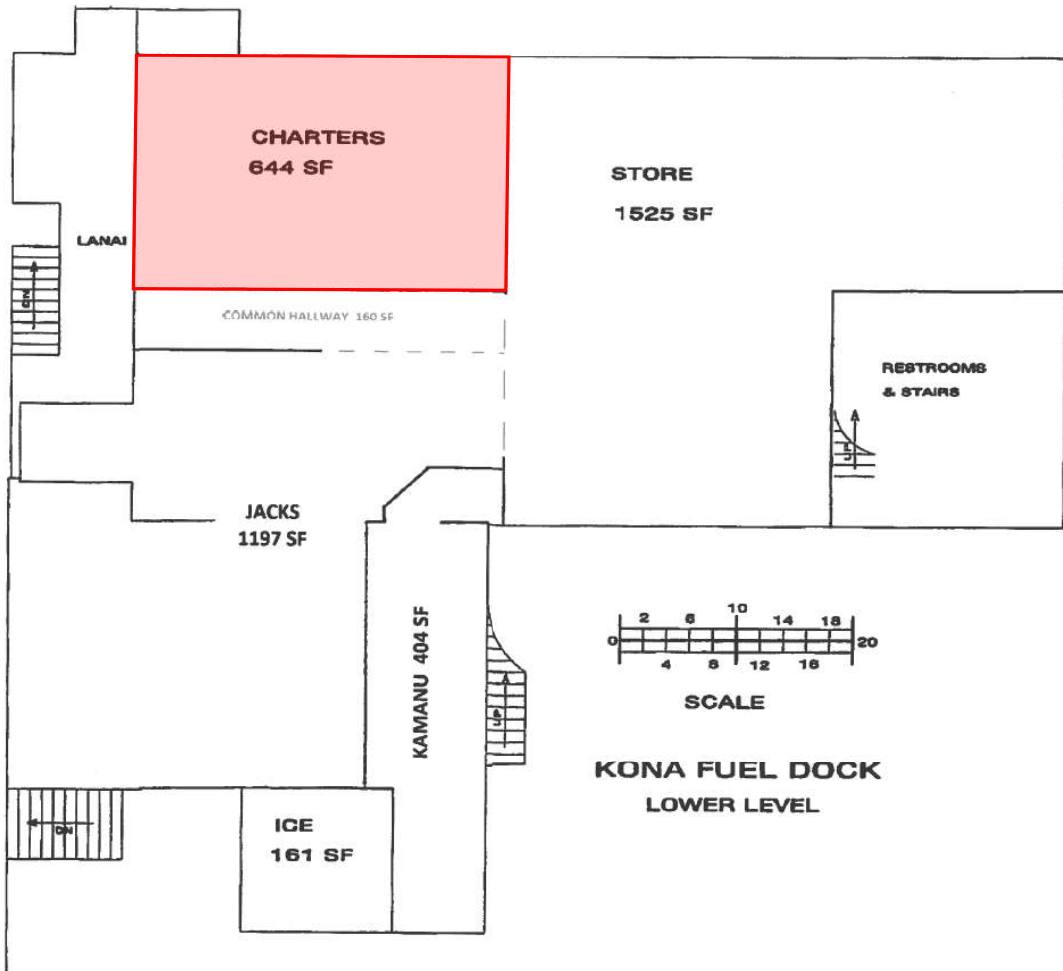 CHARTERS
644 SF
STORE
1525 SF
LANAI
DN
COMMON HALLWAY 160 SF
RESTROOMS
& STAIRS
UP
JACKS
1197 SF
KAMANU 404 SF
UP
0 2 4 6 8 10 12 14 16 18 20
SCALE
KONA FUEL DOCK
LOWER LEVEL
DN
ICE
161 SF